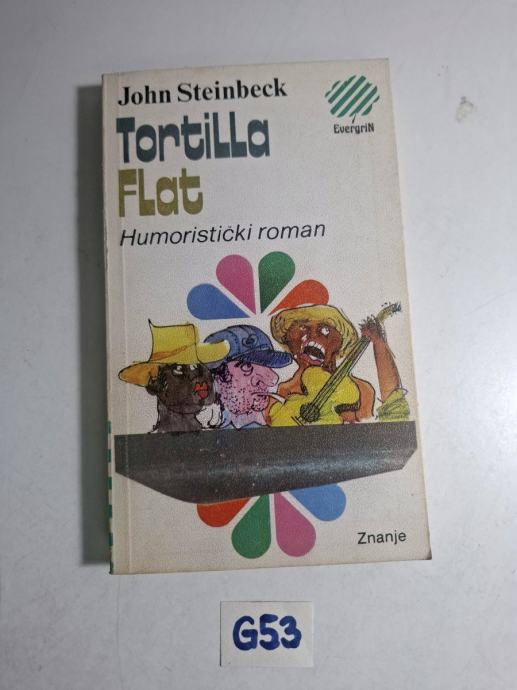 John Steinbeck
EvergriN
Tortilla
Flat
Humoristički roman
Znanje
G53